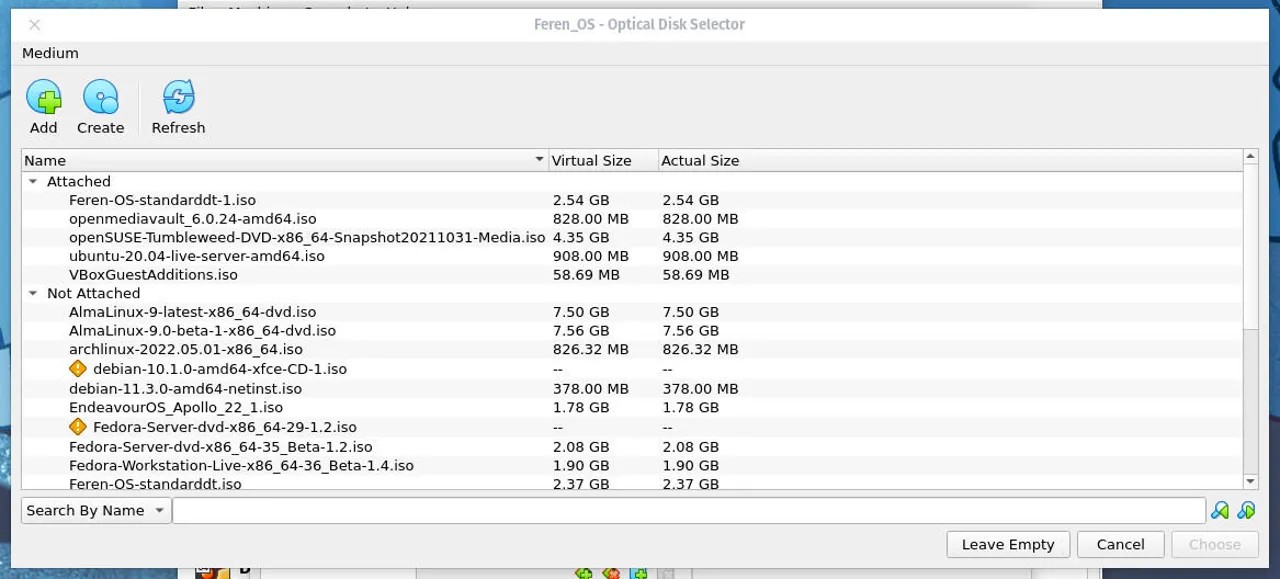 Feren_OS - Optical Disk Selector
Medium
Add Create Refresh
Name Virtual Size Actual Size
Attached
Feren-OS-standarddt-1.iso 2.54 GB 2.54 GB
openmediavault_6.0.24-amd64.iso 828.00 MB 828.00 MB
openSUSE-Tumbleweed-DVD-x86_64-Snapshot20211031-Media.iso 4.35 GB 4.35 GB
ubuntu-20.04-live-server-amd64.iso 908.00 MB 908.00 MB
VBoxGuestAdditions.iso 58.69 MB 58.69 MB
Not Attached
AlmaLinux-9-latest-x86_64-dvd.iso 7.50 GB 7.50 GB
AlmaLinux-9.0-beta-1-x86_64-dvd.iso 7.56 GB 7.56 GB
archlinux-2022.05.01-x86_64.iso 826.32 MB 826.32 MB
debian-10.1.0-amd64-xfce-CD-1.iso -- --
debian-11.3.0-amd64-netinst.iso 378.00 MB 378.00 MB
EndeavourOS_Apollo_22_1.iso 1.78 GB 1.78 GB
Fedora-Server-dvd-x86_64-29-1.2.iso -- --
Fedora-Server-dvd-x86_64-35_Beta-1.2.iso 2.08 GB 2.08 GB
Fedora-Workstation-Live-x86_64-36_Beta-1.4.iso 1.90 GB 1.90 GB
Feren-OS-standarddt.iso 2.37 GB 2.37 GB
Search By Name
Leave Empty Cancel Choose